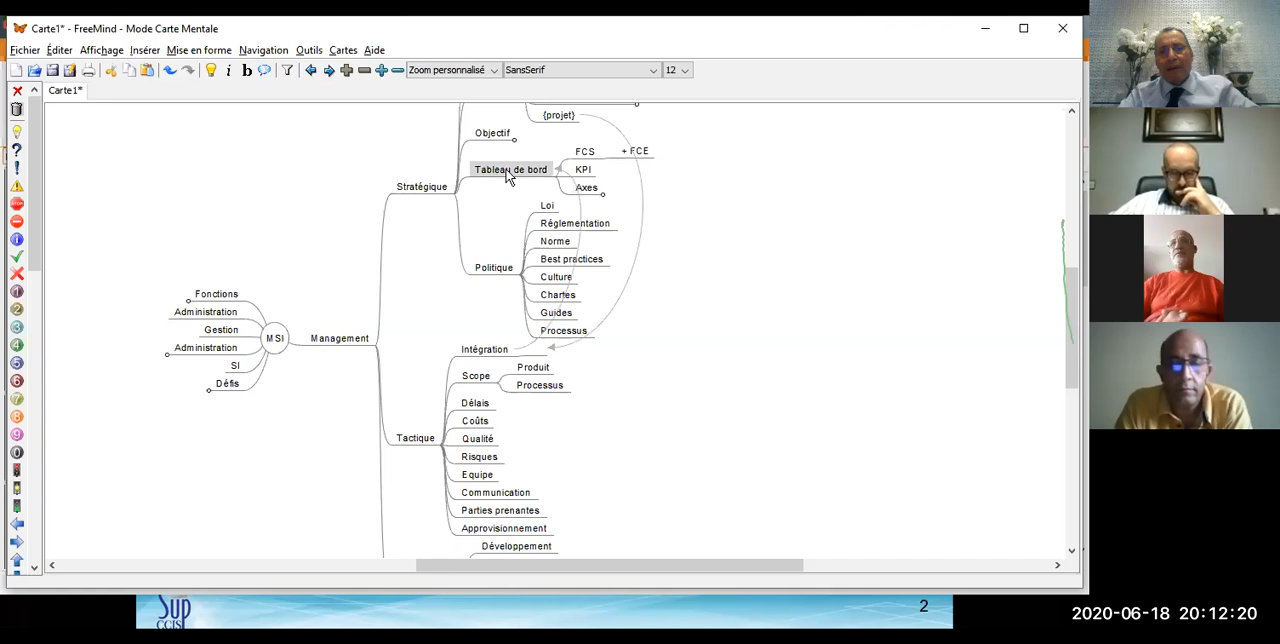 Carte1* - FreeMind - Mode Carte Mentale
Fichier Éditer Affichage Insérer Mise en forme Navigation Outils Cartes Aide
Zoom personnalisé SansSerif 12
Carte1*
{projet}
Objectif
Tableau de bord
FCS + FCE
KPI
Axes
Stratégique
Loi
Réglementation
Norme
Best practices
Politique
Culture
Chartes
Guides
Processus
Fonctions
Administration
Gestion
Administration
SI
Défis
MSI
Management
Intégration
Scope
Produit
Processus
Délais
Coûts
Tactique
Qualité
Risques
Equipe
Communication
Parties prenantes
Approvisionnement
Développement
Sup
CCIS
2
2020-06-18 20:12:20